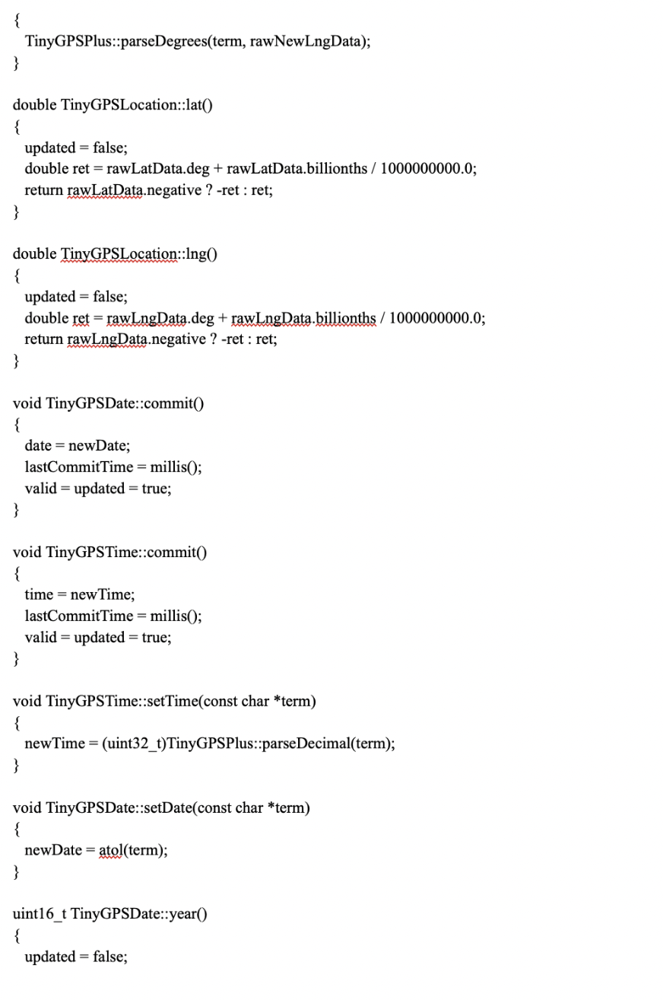 {
TinyGPSPlus::parseDegrees(term, rawNewLngData);
}
double TinyGPSLocation::lat()
{
updated = false;
double ret = rawLatData.deg + rawLatData.billionths / 1000000000.0;
return rawLatData.negative ? -ret : ret;
}
double TinyGPSLocation::lng()
{
updated = false;
double ret = rawLngData.deg + rawLngData.billionths / 1000000000.0;
return rawLngData.negative ? -ret : ret;
}
void TinyGPSDate::commit()
{
date = newDate;
lastCommitTime = millis();
valid = updated = true;
}
void TinyGPSTime::commit()
{
time = newTime;
lastCommitTime = millis();
valid = updated = true;
}
void TinyGPSTime::setTime(const char *term)
{
newTime = (uint32_t)TinyGPSPlus::parseDecimal(term);
}
void TinyGPSDate::setDate(const char *term)
{
newDate = atol(term);
}
uint16_t TinyGPSDate::year()
{
updated = false;